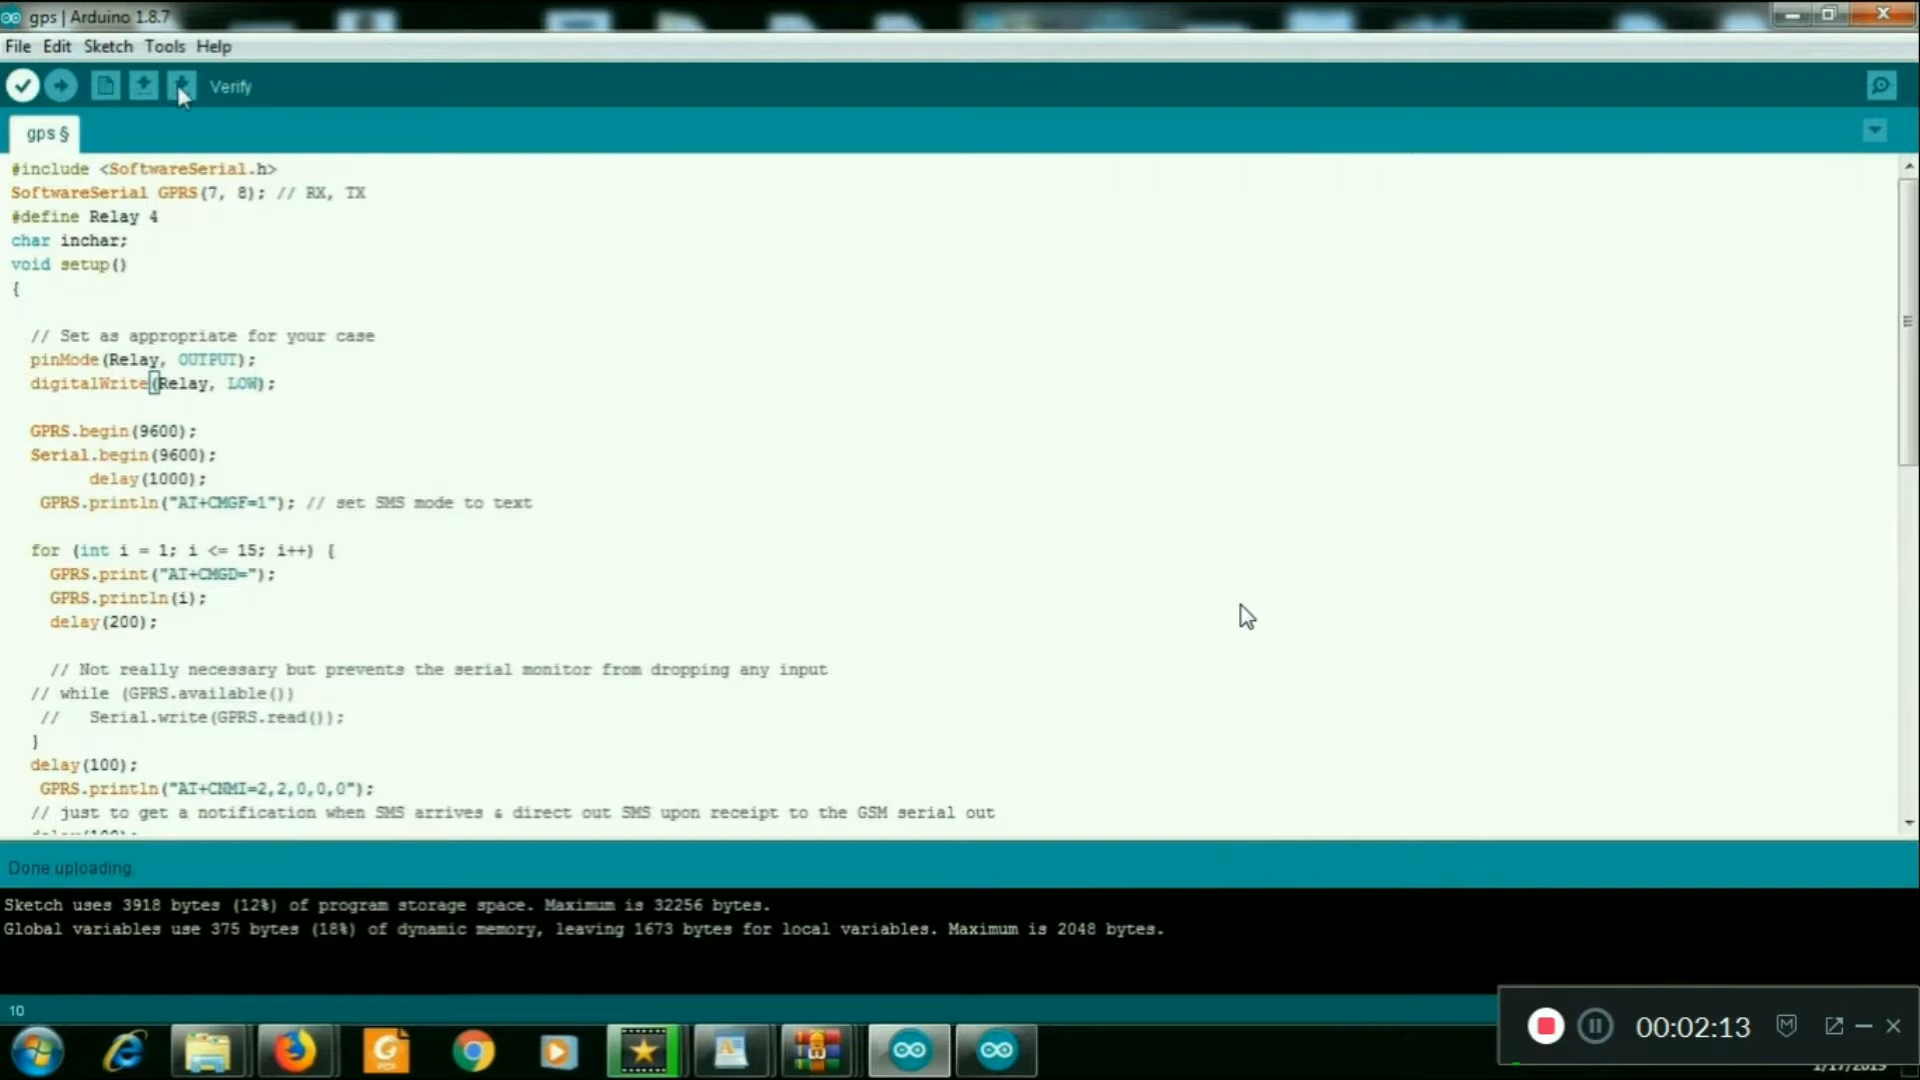 gps | Arduino 1.8.7
File Edit Sketch Tools Help
Verify
gps §
#include <SoftwareSerial.h>
SoftwareSerial GPRS(7, 8); // RX, TX
#define Relay 4
char inchar;
void setup()
{
// Set as appropriate for your case
pinMode(Relay, OUTPUT);
digitalWrite(Relay, LOW);
GPRS.begin(9600);
Serial.begin(9600);
delay(1000);
GPRS.println("AT+CMGF=1"); // set SMS mode to text
for (int i = 1; i <= 15; i++) {
GPRS.print("AT+CMGD=");
GPRS.println(i);
delay(200);
// Not really necessary but prevents the serial monitor from dropping any input
// while (GPRS.available())
// Serial.write(GPRS.read());
}
delay(100);
GPRS.println("AT+CNMI=2,2,0,0,0");
// just to get a notification when SMS arrives & direct out SMS upon receipt to the GSM serial out
delay(100);
Done uploading.
Sketch uses 3918 bytes (12%) of program storage space. Maximum is 32256 bytes.
Global variables use 375 bytes (18%) of dynamic memory, leaving 1673 bytes for local variables. Maximum is 2048 bytes.
10
00:02:13
1/17/2019